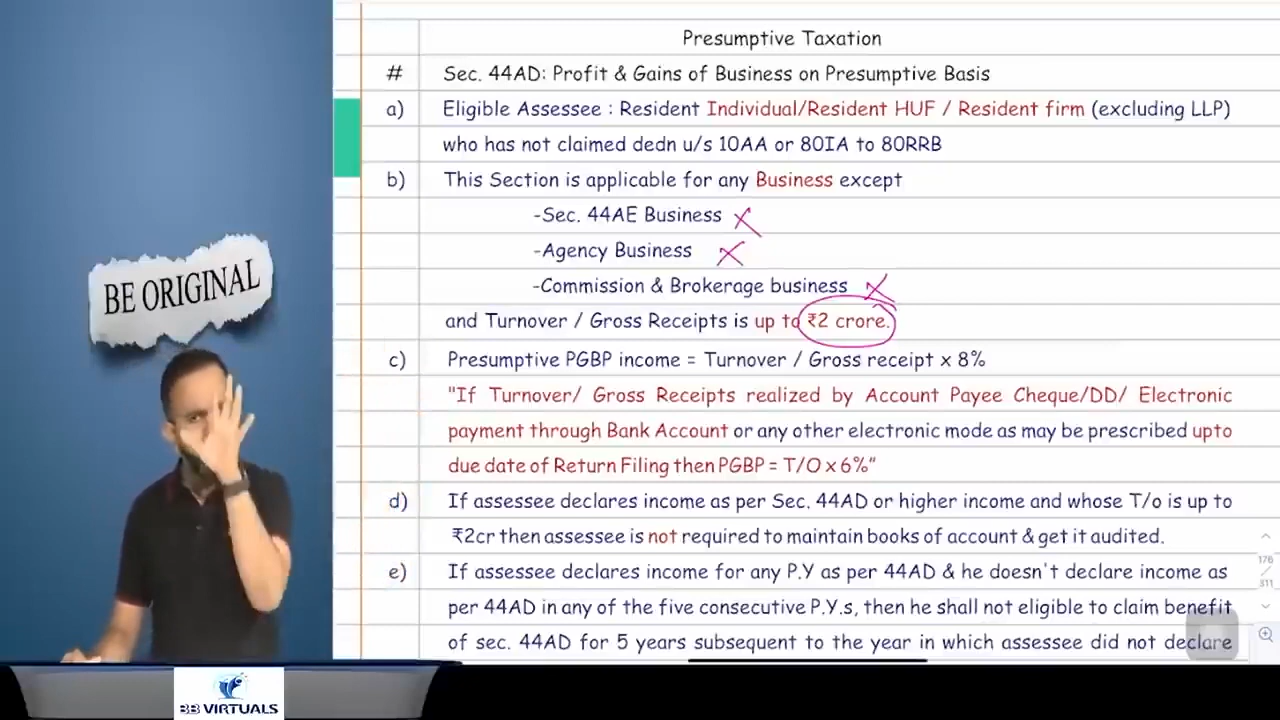 BE ORIGINAL
BB VIRTUALS
Presumptive Taxation
# Sec. 44AD: Profit & Gains of Business on Presumptive Basis
a) Eligible Assessee : Resident Individual/Resident HUF / Resident firm (excluding LLP)
who has not claimed dedn u/s 10AA or 80IA to 80RRB
b) This Section is applicable for any Business except
-Sec. 44AE Business
-Agency Business
-Commission & Brokerage business
and Turnover / Gross Receipts is up to ₹2 crore.
c) Presumptive PGBP income = Turnover / Gross receipt x 8%
"If Turnover/ Gross Receipts realized by Account Payee Cheque/DD/ Electronic
payment through Bank Account or any other electronic mode as may be prescribed upto
due date of Return Filing then PGBP = T/O x 6%"
d) If assessee declares income as per Sec. 44AD or higher income and whose T/o is up to
₹2cr then assessee is not required to maintain books of account & get it audited.
e) If assessee declares income for any P.Y as per 44AD & he doesn't declare income as
per 44AD in any of the five consecutive P.Y.s, then he shall not eligible to claim benefit
of sec. 44AD for 5 years subsequent to the year in which assessee did not declare
176
/
311